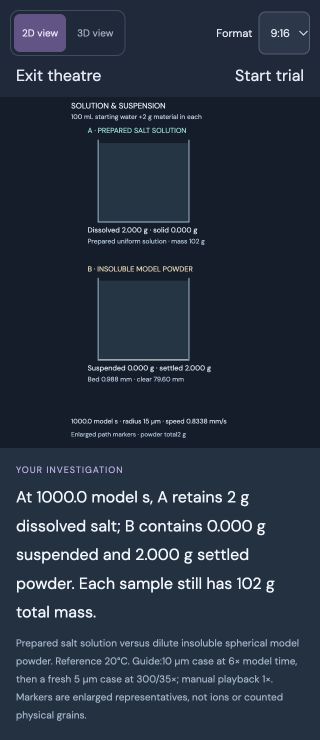 2D view
3D view
Format
9:16
Exit theatre
Start trial
SOLUTION & SUSPENSION
100 mL starting water +2 g material in each
A · PREPARED SALT SOLUTION
Dissolved 2.000 g · solid 0.000 g
Prepared uniform solution · mass 102 g
B · INSOLUBLE MODEL POWDER
Suspended 0.000 g · settled 2.000 g
Bed 0.988 mm · clear 79.60 mm
1000.0 model s · radius 15 µm · speed 0.8338 mm/s
Enlarged path markers · powder total2 g
YOUR INVESTIGATION
At 1000.0 model s, A retains 2 g
dissolved salt; B contains 0.000 g
suspended and 2.000 g settled
powder. Each sample still has 102 g
total mass.
Prepared salt solution versus dilute insoluble spherical model
powder. Reference 20°C. Guide:10 µm case at 6× model time,
then a fresh 5 µm case at 300/35×; manual playback 1×.
Markers are enlarged representatives, not ions or counted
physical grains.